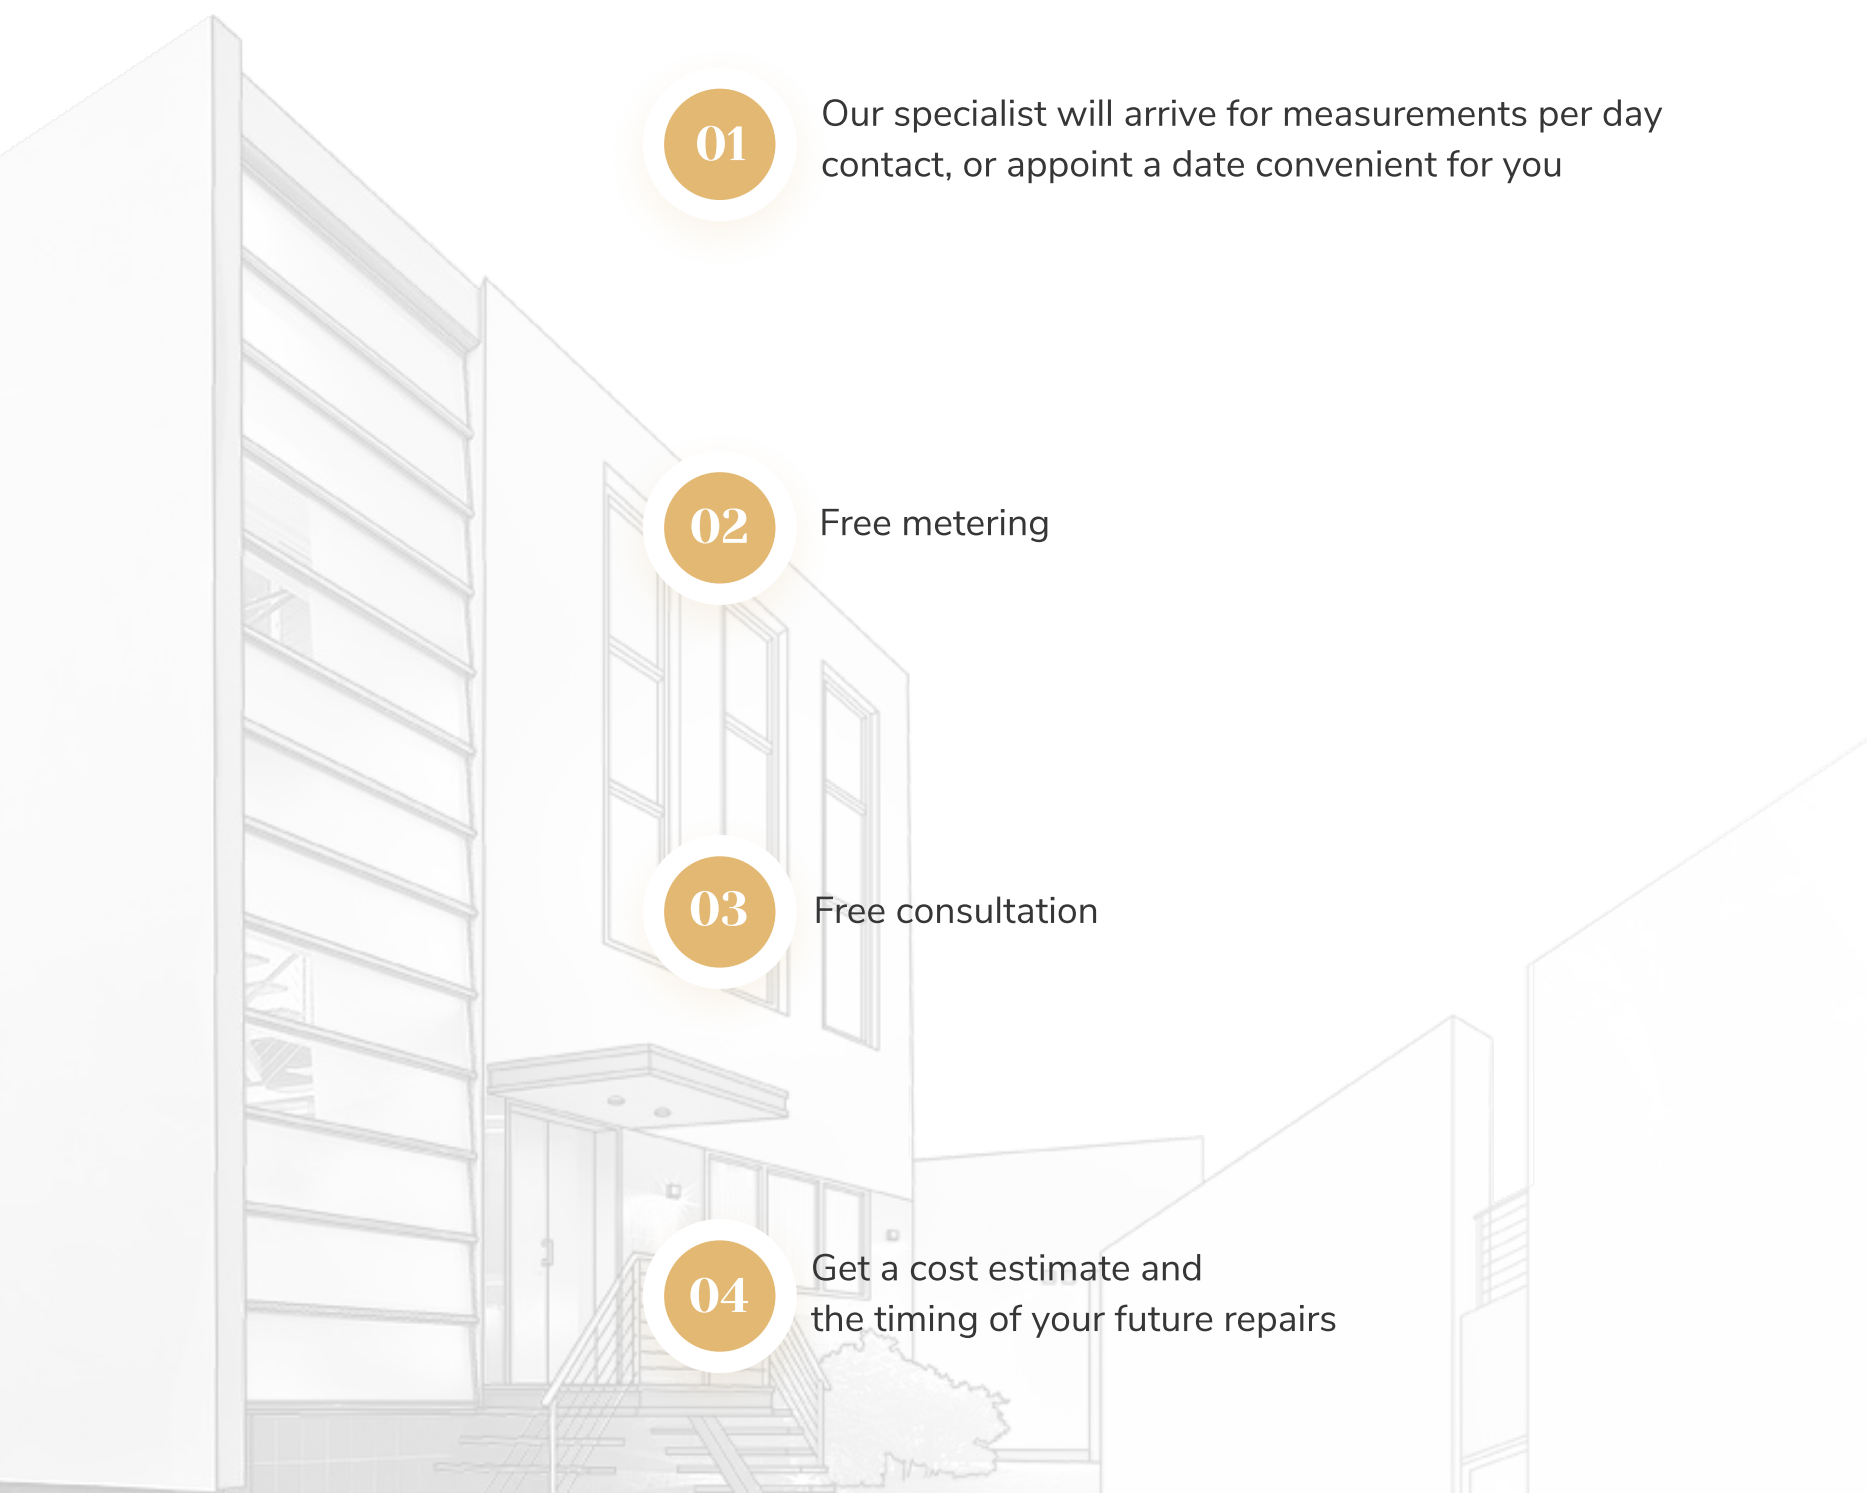 01
Our specialist will arrive for measurements per day
contact, or appoint a date convenient for you
02
Free metering
03
Free consultation
04
Get a cost estimate and
the timing of your future repairs